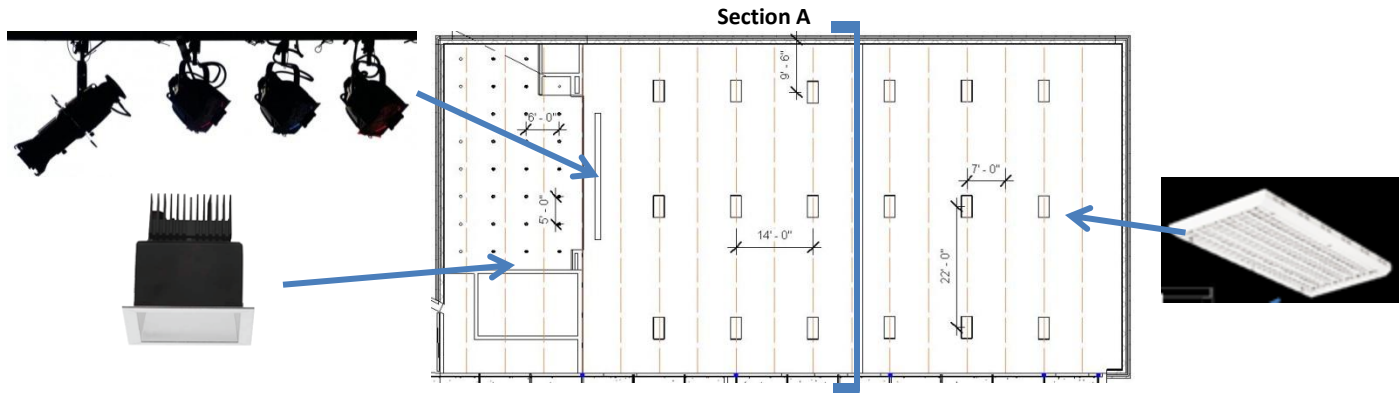 Section A
9' - 6"
6' - 0"
7' - 0"
5' - 0"
14' - 0"
22' - 0"